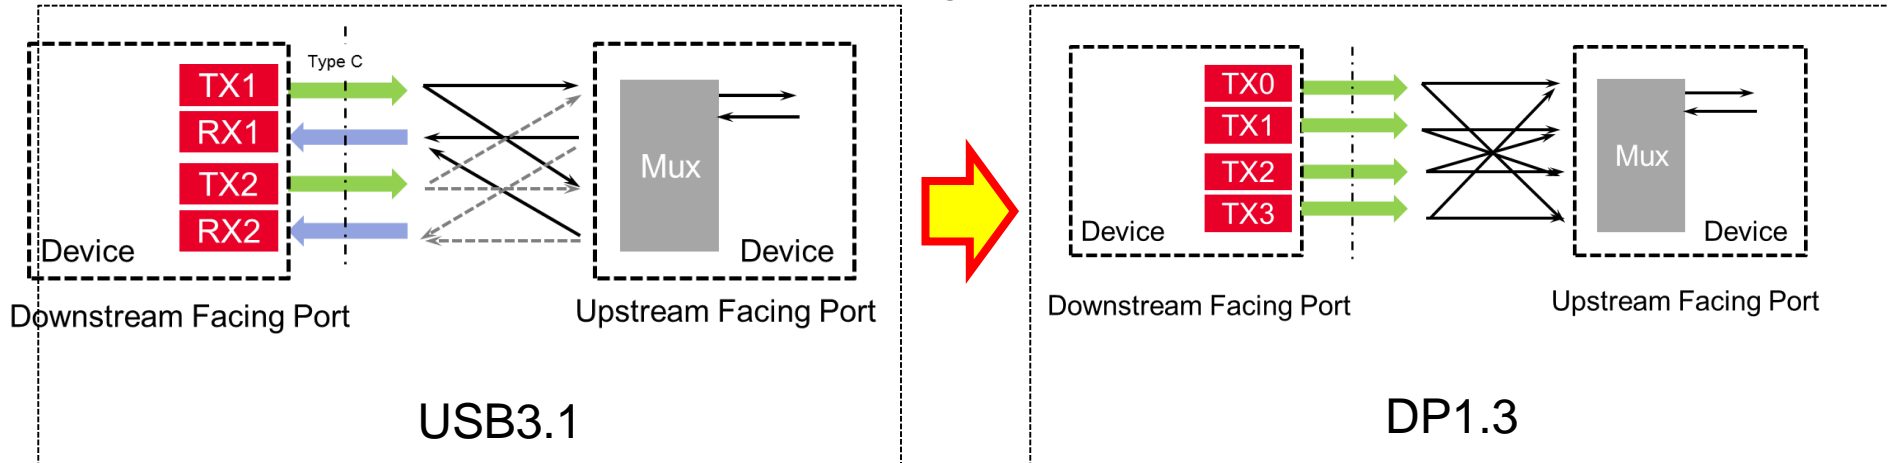 Type C
TX1
RX1
TX2
RX2
Device
Mux
Device
Downstream Facing Port
Upstream Facing Port
USB3.1
TX0
TX1
TX2
TX3
Device
Mux
Device
Downstream Facing Port
Upstream Facing Port
DP1.3